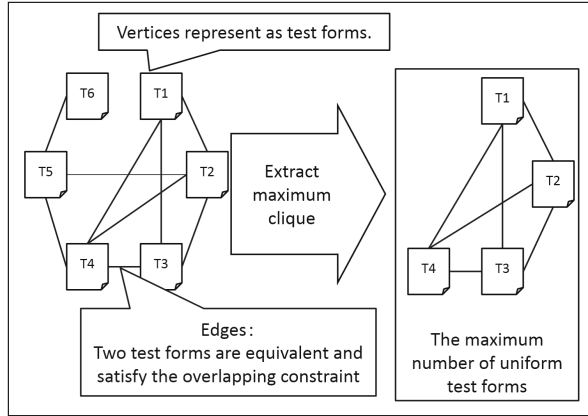 Vertices represent as test forms.
T6
T1
T5
T2
T4
T3
Extract
maximum
clique
Edges:
Two test forms are equivalent and
satisfy the overlapping constraint
T1
T2
T4
T3
The maximum
number of uniform
test forms